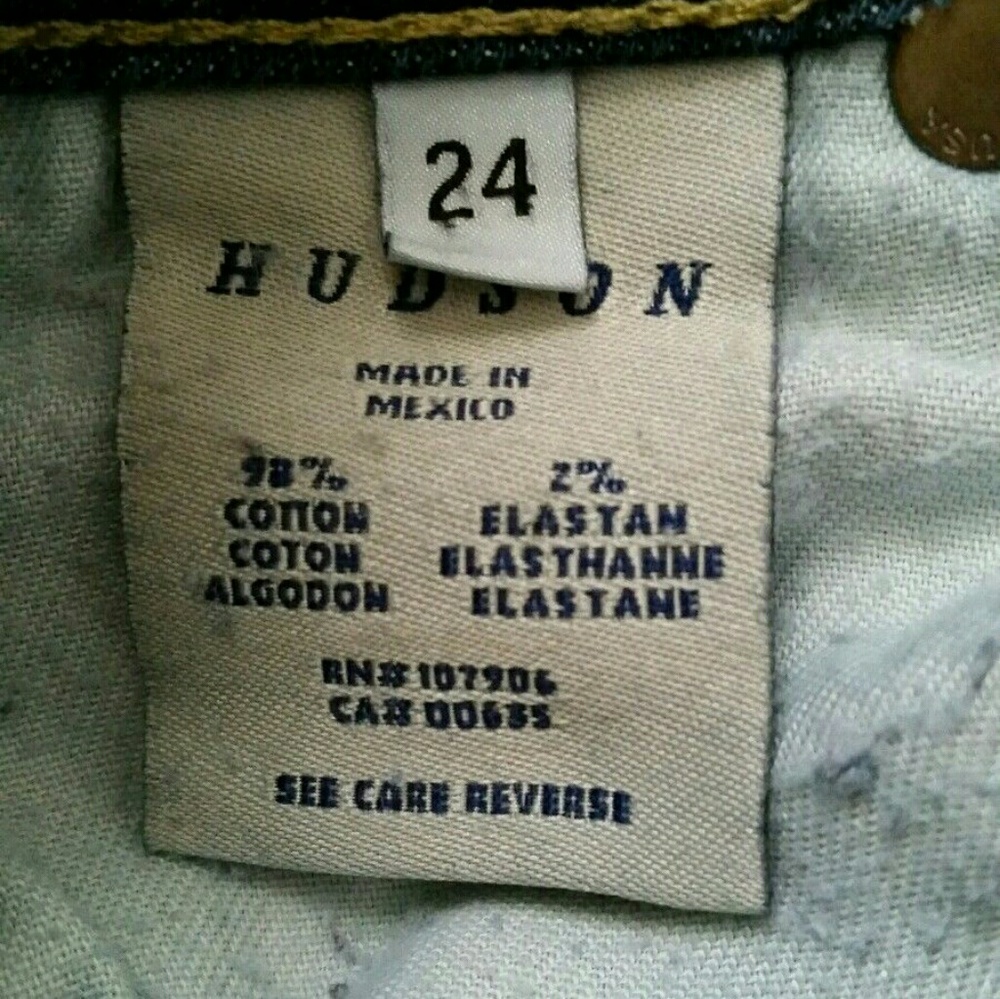 24
HUDSON
MADE IN
MEXICO
98% 2%
COTTON ELASTAN
COTON ELASTHANNE
ALGODON ELASTANE
RN# 107906
CA# 00635
SEE CARE REVERSE
USA